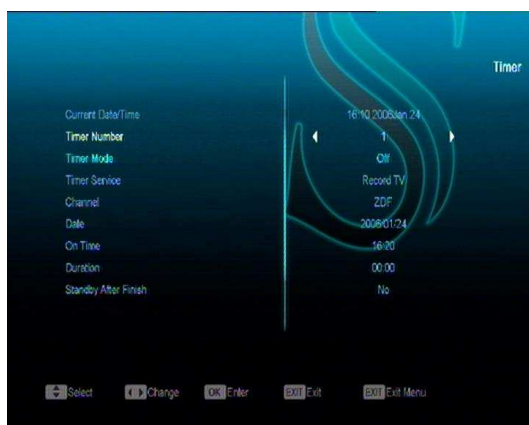 Timer
Current Date/Time 16:10 2006Jan 24
Timer Number 1
Timer Mode Off
Timer Service Record TV
Channel ZDF
Date 2006/01/24
On Time 16:20
Duration 00:00
Standby After Finish No
Select Change OK Enter EXIT Exit EXIT Exit Menu